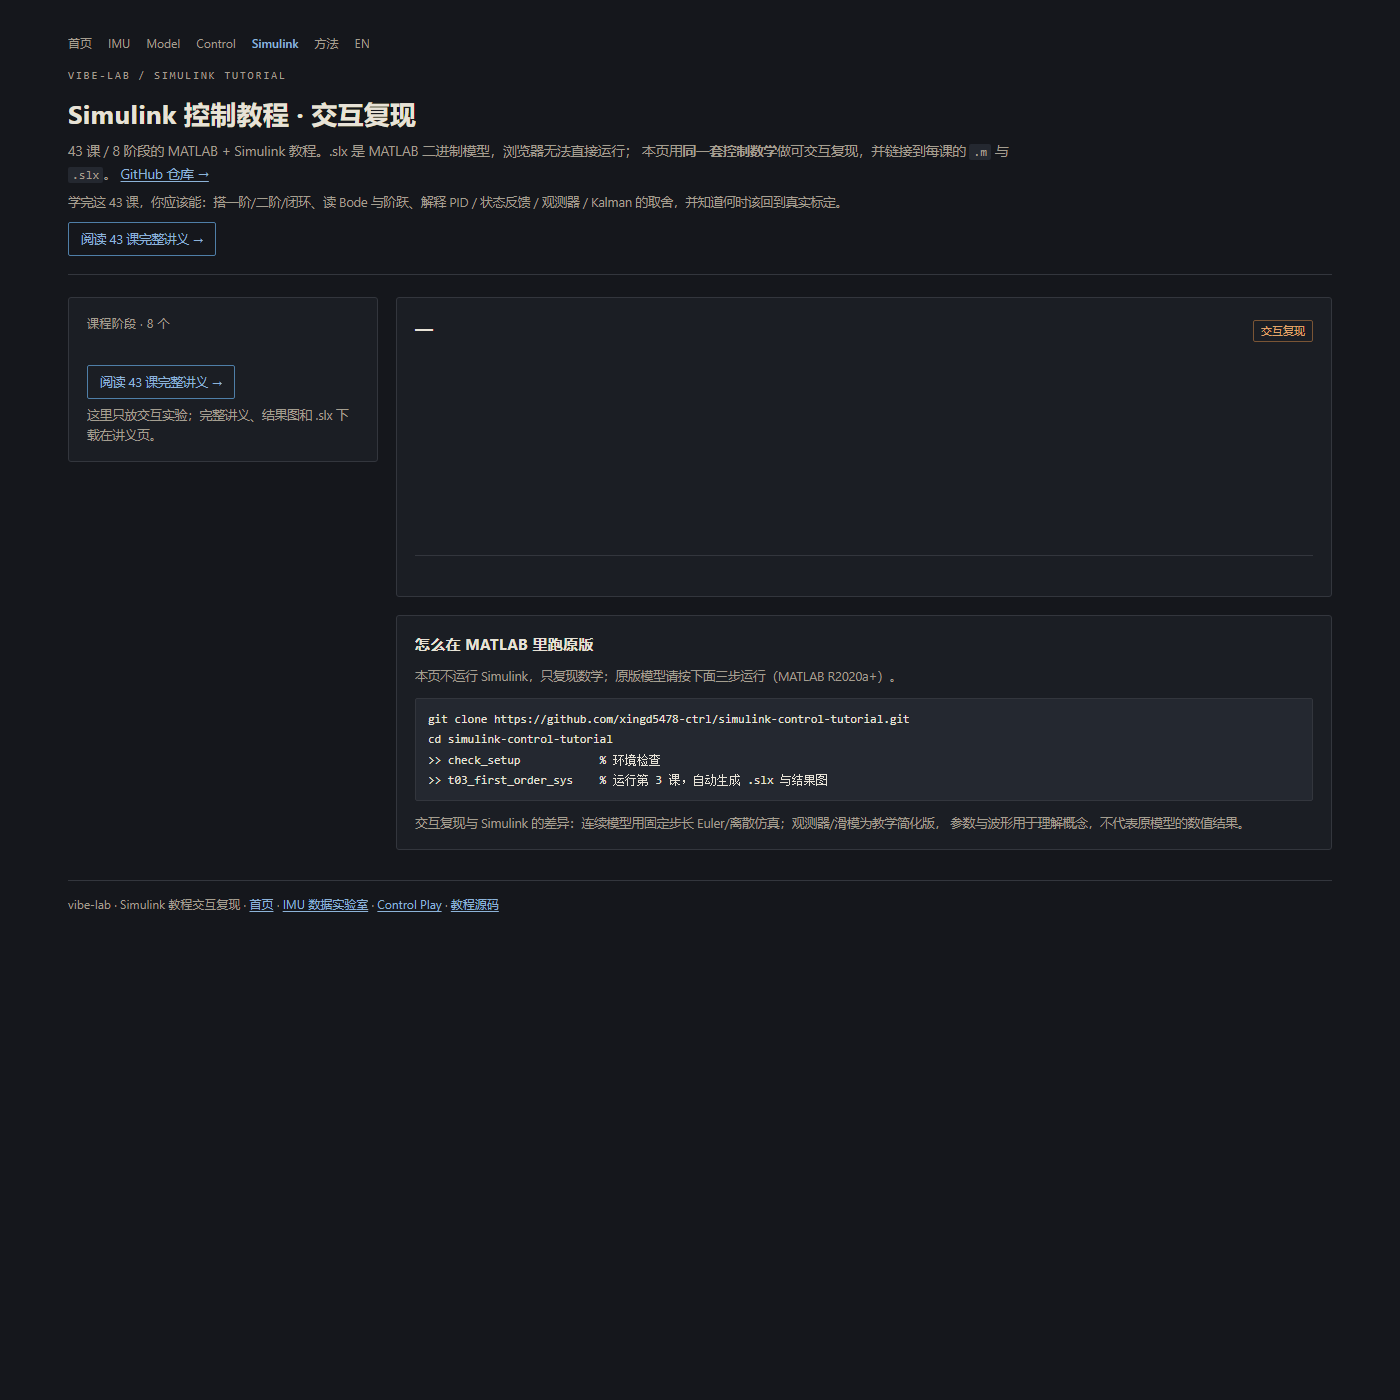 首页 IMU Model Control Simulink 方法 EN
VIBE-LAB / SIMULINK TUTORIAL
Simulink 控制教程 · 交互复现
43 课 / 8 阶段的 MATLAB + Simulink 教程。.slx 是 MATLAB 二进制模型，浏览器无法直接运行； 本页用同一套控制数学做可交互复现，并链接到每课的 .m 与
.slx。 GitHub 仓库 →
学完这 43 课，你应该能：搭一阶/二阶/闭环、读 Bode 与阶跃、解释 PID / 状态反馈 / 观测器 / Kalman 的取舍，并知道何时该回到真实标定。
阅读 43 课完整讲义 →
课程阶段 · 8 个
阅读 43 课完整讲义 →
这里只放交互实验；完整讲义、结果图和 .slx 下
载在讲义页。
—
交互复现
怎么在 MATLAB 里跑原版
本页不运行 Simulink，只复现数学；原版模型请按下面三步运行（MATLAB R2020a+）。
git clone https://github.com/xingd5478-ctrl/simulink-control-tutorial.git
cd simulink-control-tutorial
>> check_setup % 环境检查
>> t03_first_order_sys % 运行第 3 课，自动生成 .slx 与结果图
交互复现与 Simulink 的差异：连续模型用固定步长 Euler/离散仿真；观测器/滑模为教学简化版， 参数与波形用于理解概念，不代表原模型的数值结果。
vibe-lab · Simulink 教程交互复现 · 首页 · IMU 数据实验室 · Control Play · 教程源码